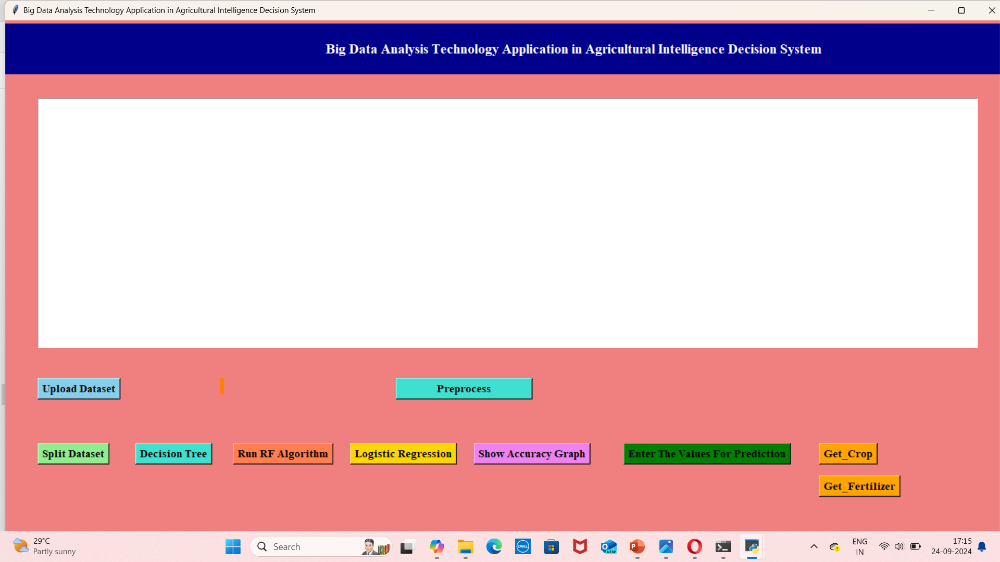 Big Data Analysis Technology Application in Agricultural Intelligence Decision System
Big Data Analysis Technology Application in Agricultural Intelligence Decision System
Upload Dataset
Preprocess
Split Dataset
Decision Tree
Run RF Algorithm
Logistic Regression
Show Accuracy Graph
Enter The Values For Prediction
Get_Crop
Get_Fertilizer
29°C
Partly sunny
Search
DELL
NEW
ENG
IN
17:15
24-09-2024